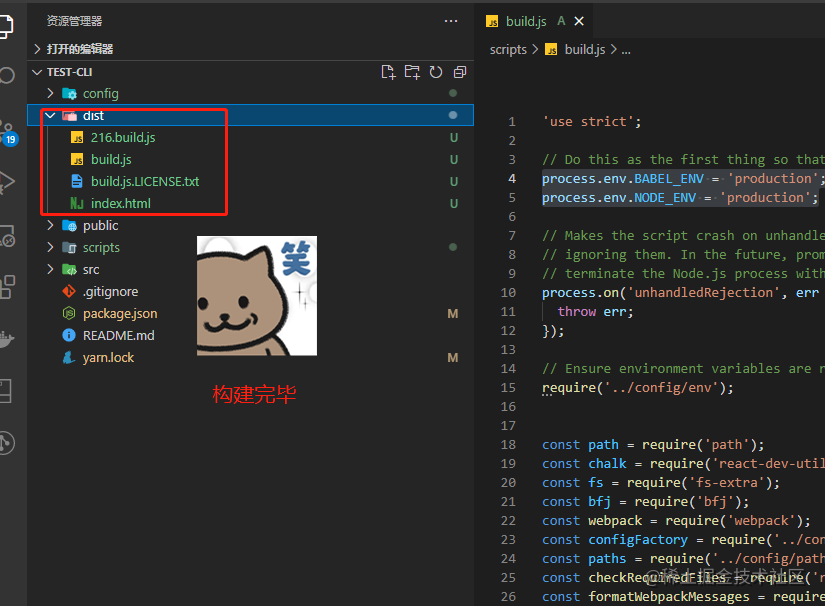 资源管理器
打开的编辑器
TEST-CLI
config
dist
216.build.js U
build.js U
build.js.LICENSE.txt U
index.html U
public
scripts
src
.gitignore
package.json M
README.md
yarn.lock M
19
笑
构建完毕
build.js A
scripts > build.js > ...
1 'use strict';
2
3 // Do this as the first thing so that
4 process.env.BABEL_ENV = 'production';
5 process.env.NODE_ENV = 'production';
6
7 // Makes the script crash on unhandle
8 // ignoring them. In the future, prom
9 // terminate the Node.js process with
10 process.on('unhandledRejection', err
11 throw err;
12 });
13
14 // Ensure environment variables are r
15 require('../config/env');
16
17
18 const path = require('path');
19 const chalk = require('react-dev-util
20 const fs = require('fs-extra');
21 const bfj = require('bfj');
22 const webpack = require('webpack');
23 const configFactory = require('../con
24 const paths = require('../config/path
25 const checkRequiredFiles = require('r
26 const formatWebpackMessages = require
@稀土掘金技术社区